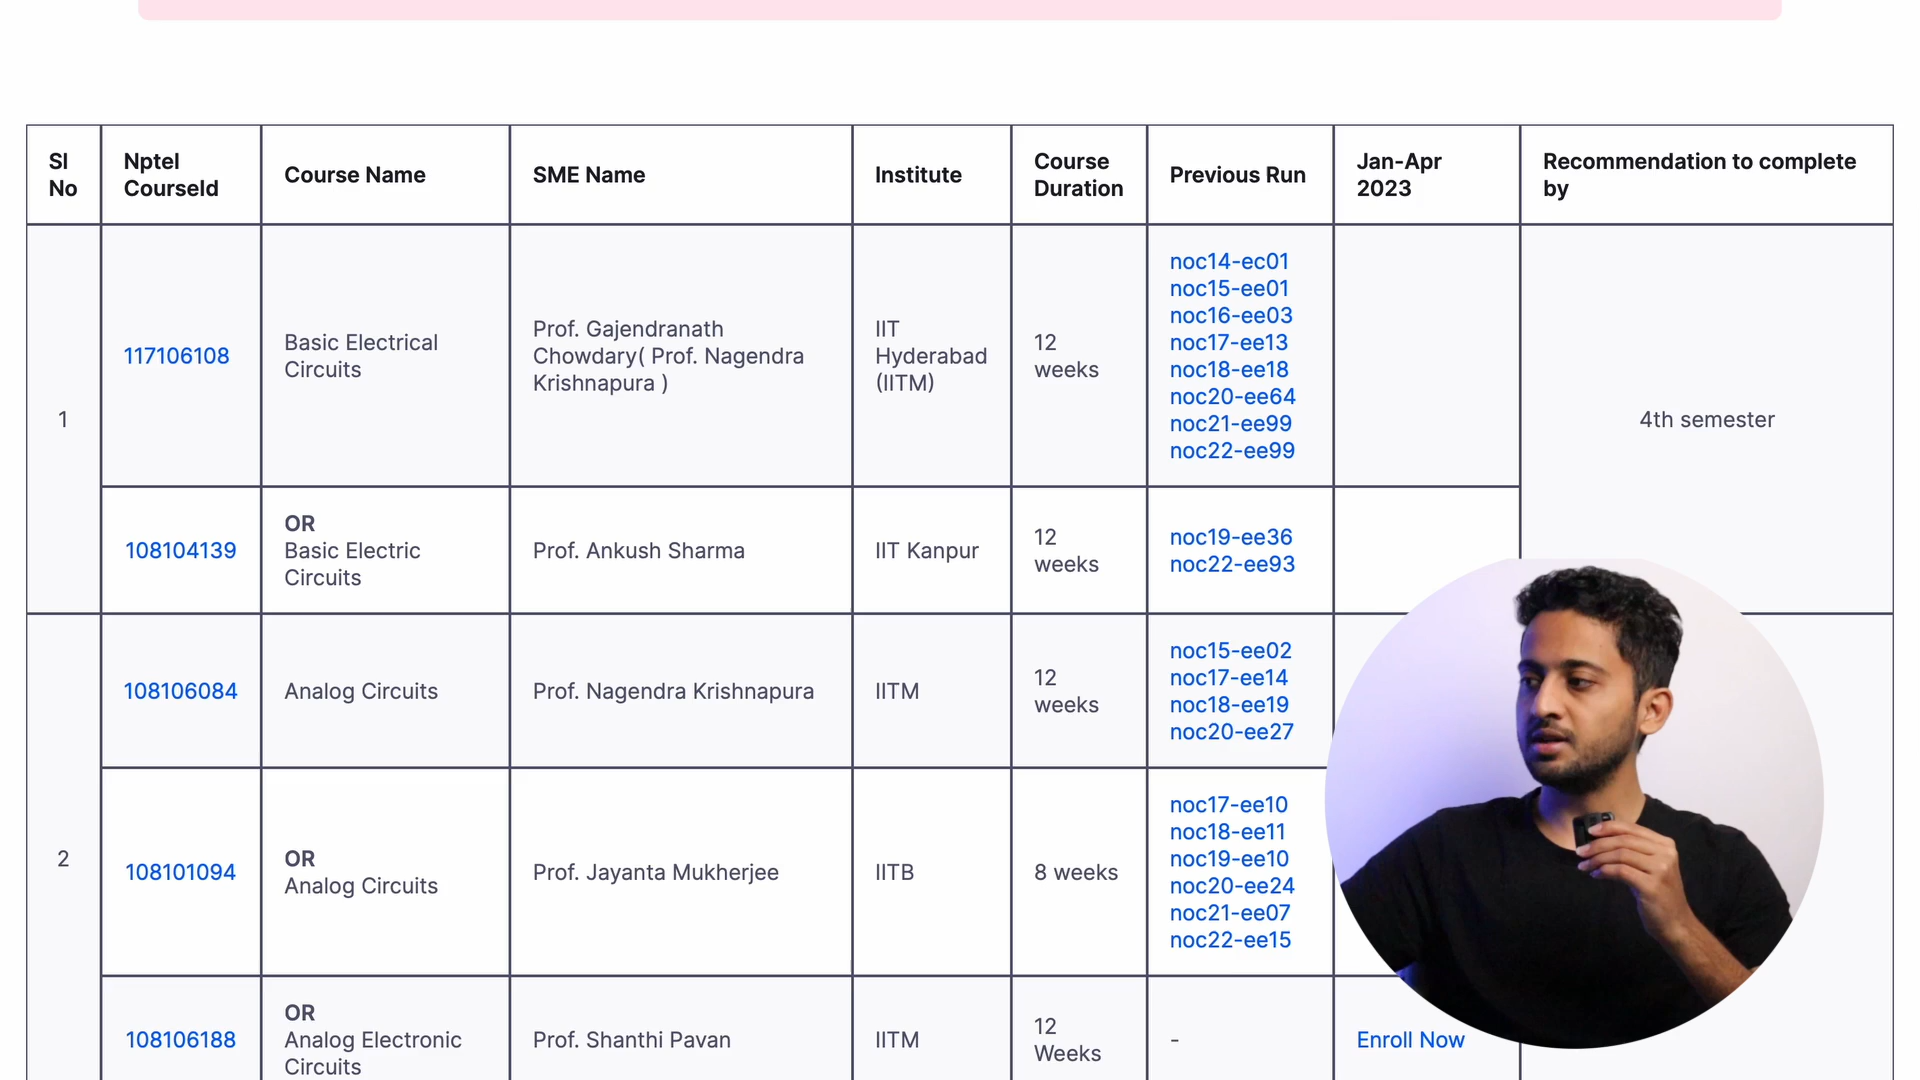 Sl
No
Nptel
CourseId
Course Name
SME Name
Institute
Course
Duration
Previous Run
Jan-Apr
2023
Recommendation to complete
by
1
117106108
Basic Electrical
Circuits
Prof. Gajendranath
Chowdary( Prof. Nagendra
Krishnapura )
IIT
Hyderabad
(IITM)
12
weeks
noc14-ec01
noc15-ee01
noc16-ee03
noc17-ee13
noc18-ee18
noc20-ee64
noc21-ee99
noc22-ee99
4th semester
108104139
OR
Basic Electric
Circuits
Prof. Ankush Sharma
IIT Kanpur
12
weeks
noc19-ee36
noc22-ee93
2
108106084
Analog Circuits
Prof. Nagendra Krishnapura
IITM
12
weeks
noc15-ee02
noc17-ee14
noc18-ee19
noc20-ee27
108101094
OR
Analog Circuits
Prof. Jayanta Mukherjee
IITB
8 weeks
noc17-ee10
noc18-ee11
noc19-ee10
noc20-ee24
noc21-ee07
noc22-ee15
108106188
OR
Analog Electronic
Circuits
Prof. Shanthi Pavan
IITM
12
Weeks
-
Enroll Now